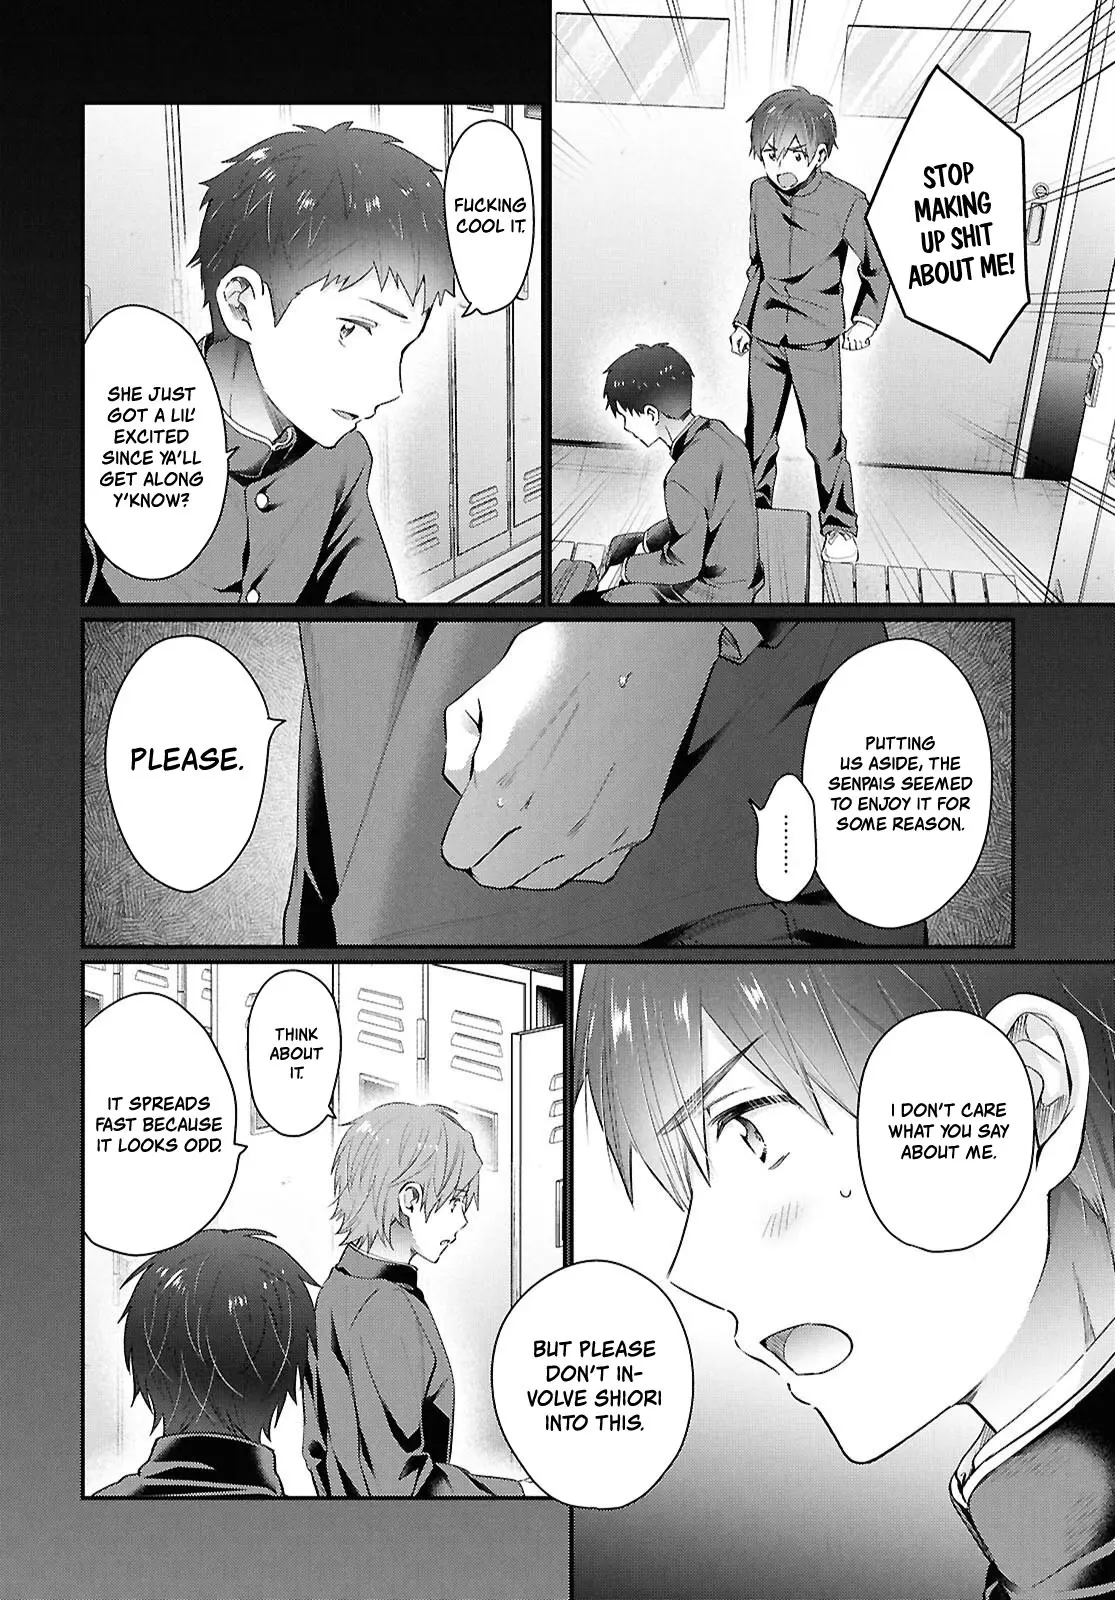 STOP
MAKING
UP SHIT
ABOUT ME!
FUCKING
COOL IT.
SHE JUST
GOT A LIL'
EXCITED
SINCE YA'LL
GET ALONG
Y'KNOW?
PUTTING
US ASIDE, THE
SENPAIS SEEMED
TO ENJOY IT FOR
SOME REASON.
.........
PLEASE.
I DON'T CARE
WHAT YOU SAY
ABOUT ME.
BUT PLEASE
DON'T IN-
VOLVE SHIORI
INTO THIS.
THINK
ABOUT
IT.
IT SPREADS
FAST BECAUSE
IT LOOKS ODD.